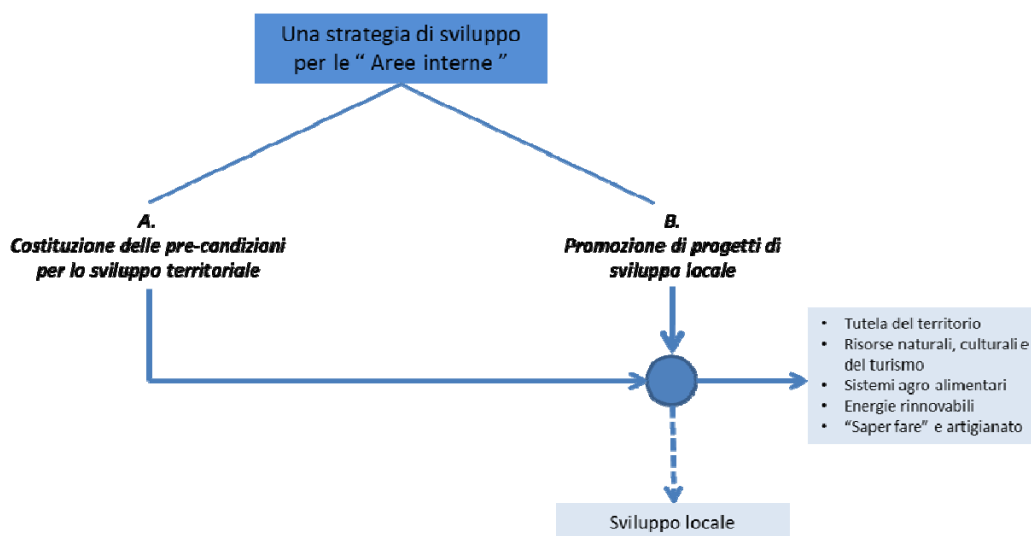 Una strategia di sviluppo
per le “ Aree interne ”
A.
Costituzione delle pre-condizioni
per lo sviluppo territoriale
B.
Promozione di progetti di
sviluppa locale
• Tutela del territorio
• Risorse naturali, culturali e
del turismo
• Sistemi agro alimentari
• Energie rinnovabili
• “Saper fare” e artigianato
Sviluppo locale